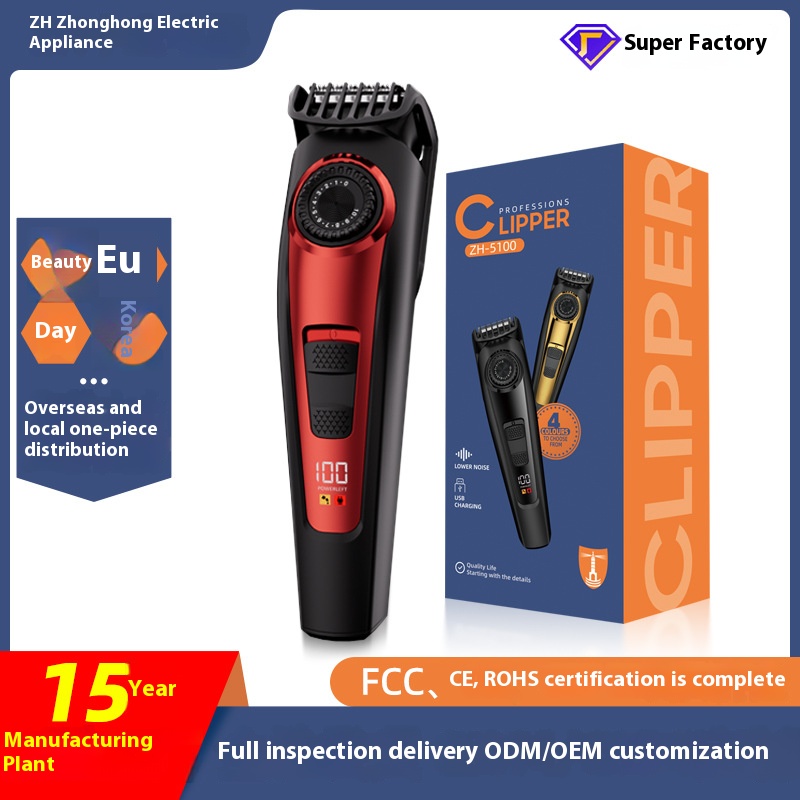 ZH Zhonghong Electric
Appliance
Super Factory
Beauty Eu
Day
Korea
...
Overseas and
local one-piece
distribution
100
POWERLEFT
PROFESSIONS
CLIPPER
ZH-5100
4
COLOURS
TO CHOOSE
FROM
100
LOWER NOISE
USB
CHARGING
Quality Life
Starting with the details
CLIPPER
15 Year
Manufacturing
Plant
FCC、CE, ROHS certification is complete
Full inspection delivery ODM/OEM customization